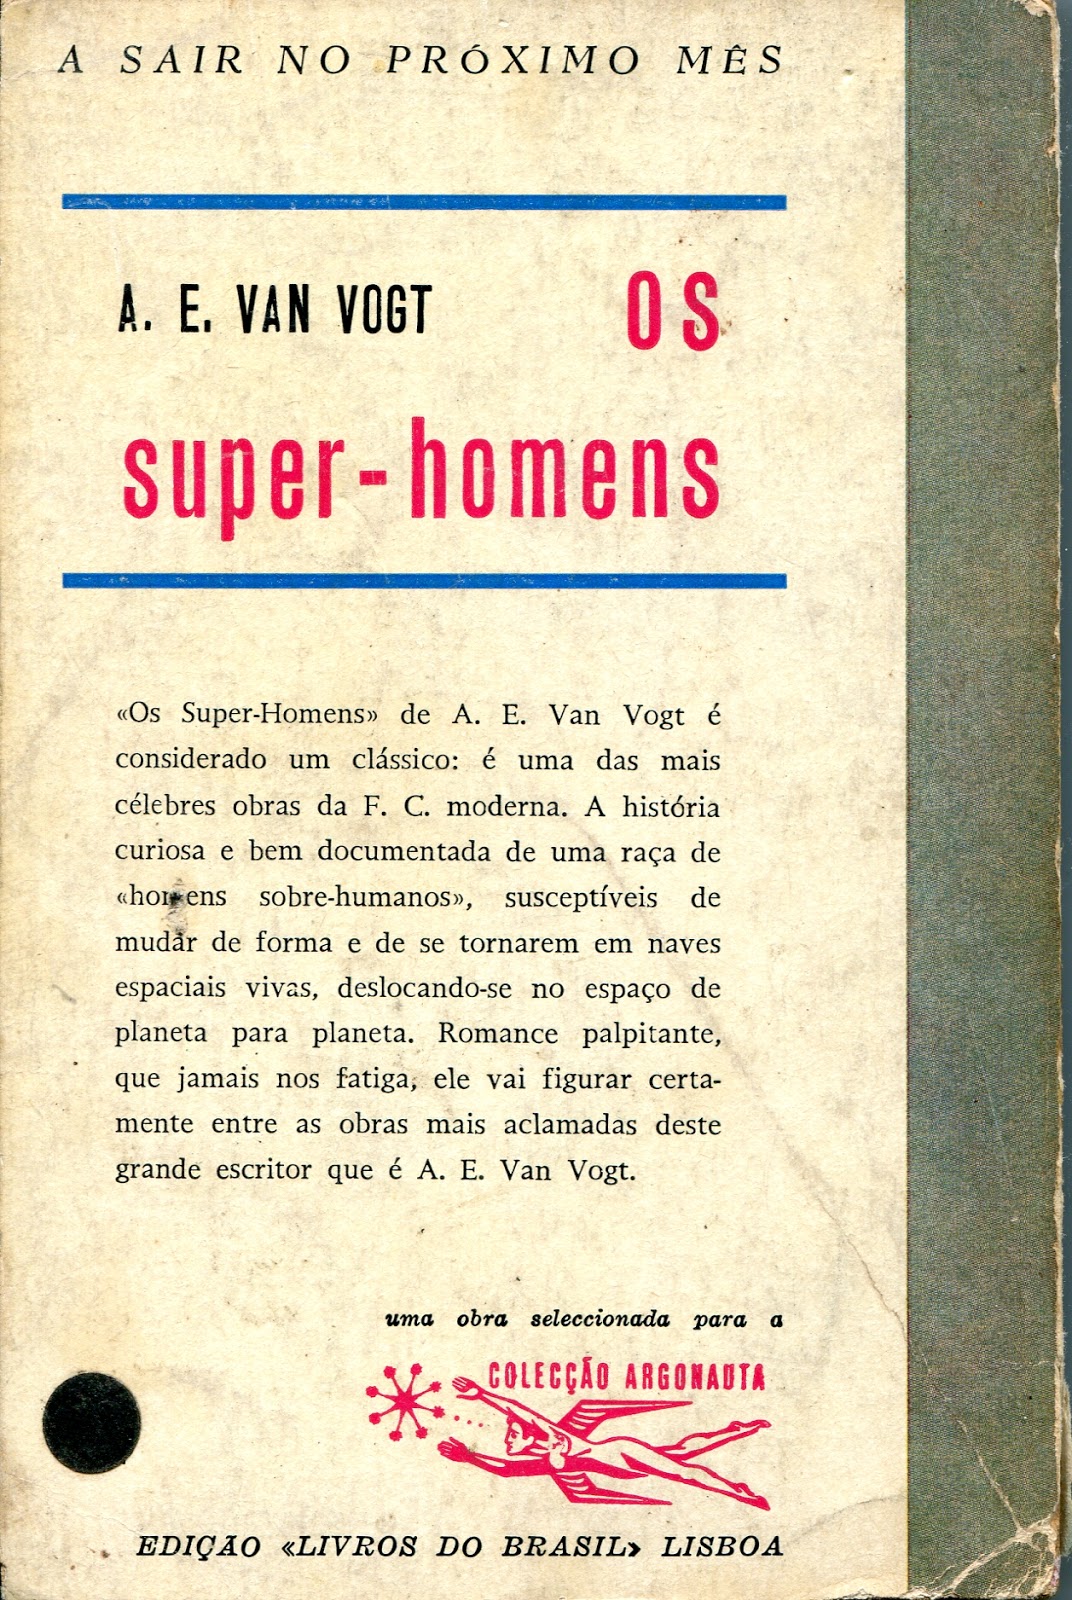 A SAIR NO PRÓXIMO MÊS
A. E. VAN VOGT OS
super-homens
«Os Super-Homens» de A. E. Van Vogt é
considerado um clássico: é uma das mais
célebres obras da F. C. moderna. A história
curiosa e bem documentada de uma raça de
«homens sobre-humanos», susceptíveis de
mudar de forma e de se tornarem em naves
espaciais vivas, deslocando-se no espaço de
planeta para planeta. Romance palpitante,
que jamais nos fatiga, ele vai figurar certa-
mente entre as obras mais aclamadas deste
grande escritor que é A. E. Van Vogt.
uma obra seleccionada para a
COLECÇÃO ARGONAUTA
EDIÇÃO «LIVROS DO BRASIL» LISBOA